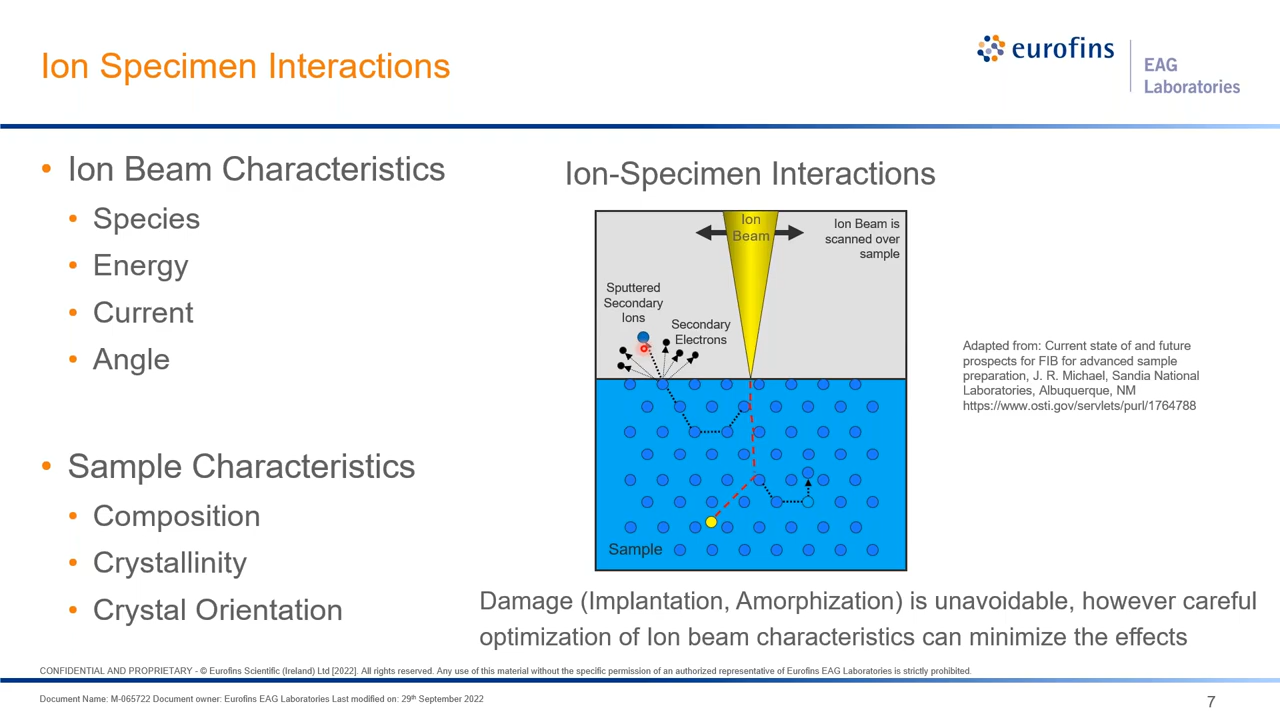 Ion Specimen Interactions
eurofins
EAG
Laboratories
• Ion Beam Characteristics
• Species
• Energy
• Current
• Angle
• Sample Characteristics
• Composition
• Crystallinity
• Crystal Orientation
Ion-Specimen Interactions
Ion
Beam
Ion Beam is
scanned over
sample
Sputtered
Secondary
Ions
Secondary
Electrons
Sample
Adapted from: Current state of and future
prospects for FIB for advanced sample
preparation, J. R. Michael, Sandia National
Laboratories, Albuquerque, NM
https://www.osti.gov/servlets/purl/1764788
Damage (Implantation, Amorphization) is unavoidable, however careful
optimization of Ion beam characteristics can minimize the effects
CONFIDENTIAL AND PROPRIETARY - © Eurofins Scientific (Ireland) Ltd [2022]. All rights reserved. Any use of this material without the specific permission of an authorized representative of Eurofins EAG Laboratories is strictly prohibited.
Document Name: M-065722 Document owner: Eurofins EAG Laboratories Last modified on: 29th September 2022
7